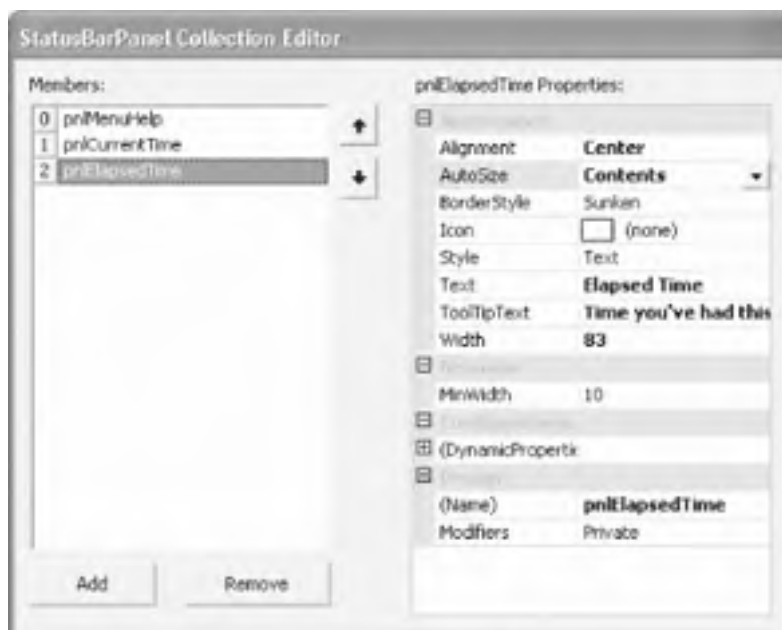 StatusBarPanel Collection Editor
Members:
0 pnlMenuHelp
1 pnlCurrentTime
2 pnlElapsedTime
Add
Remove
pnlElapsedTime Properties:
Alignment Center
AutoSize Contents
BorderStyle Sunken
Icon (none)
Style Text
Text Elapsed Time
ToolTipText Time you've had this
Width 83
MinWidth 10
(DynamicPropertie
(Name) pnlElapsedTime
Modifiers Private